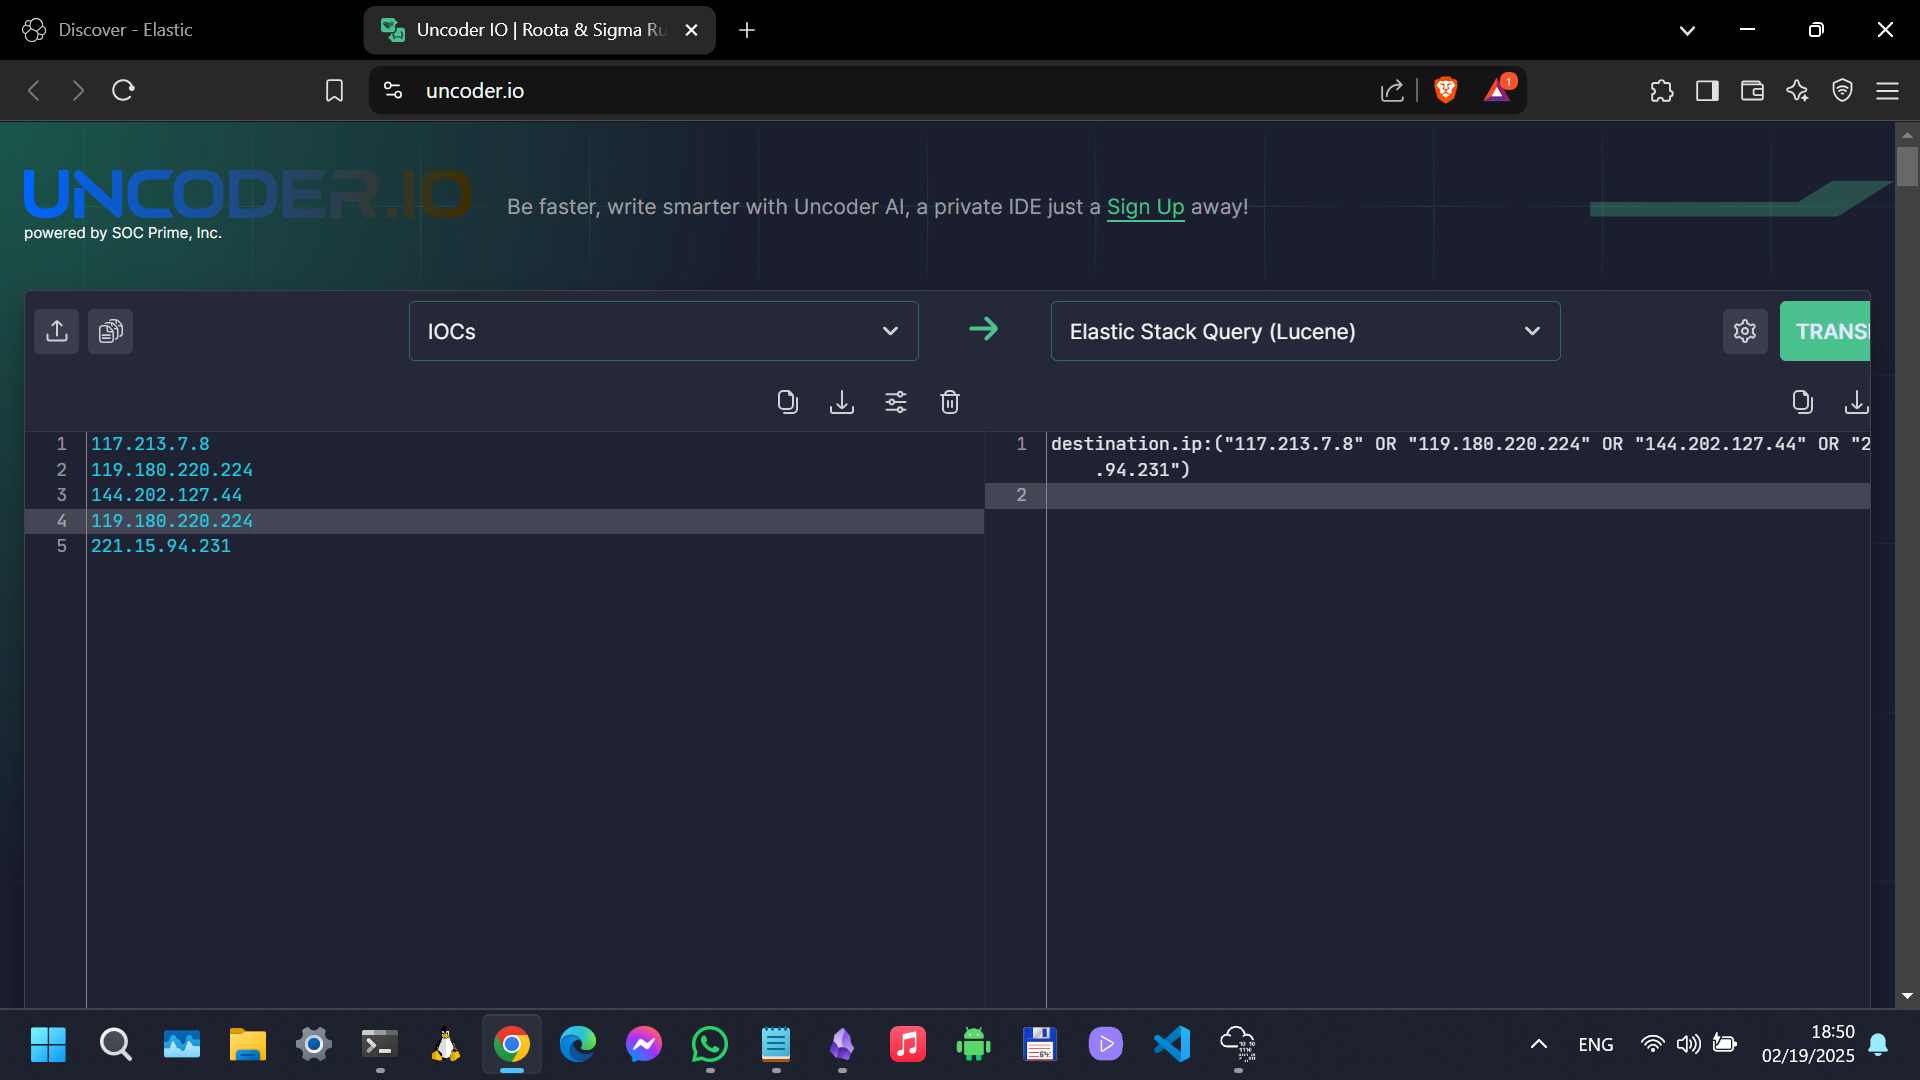 Discover - Elastic
Uncoder IO | Roota & Sigma Ru
uncoder.io
1
UNCODER.IO
powered by SOC Prime, Inc.
Be faster, write smarter with Uncoder AI, a private IDE just a Sign Up away!
IOCs
Elastic Stack Query (Lucene)
TRANS
1 117.213.7.8
2 119.180.220.224
3 144.202.127.44
4 119.180.220.224
5 221.15.94.231
1 destination.ip:("117.213.7.8" OR "119.180.220.224" OR "144.202.127.44" OR "2
.94.231")
2
64
ENG
18:50
02/19/2025